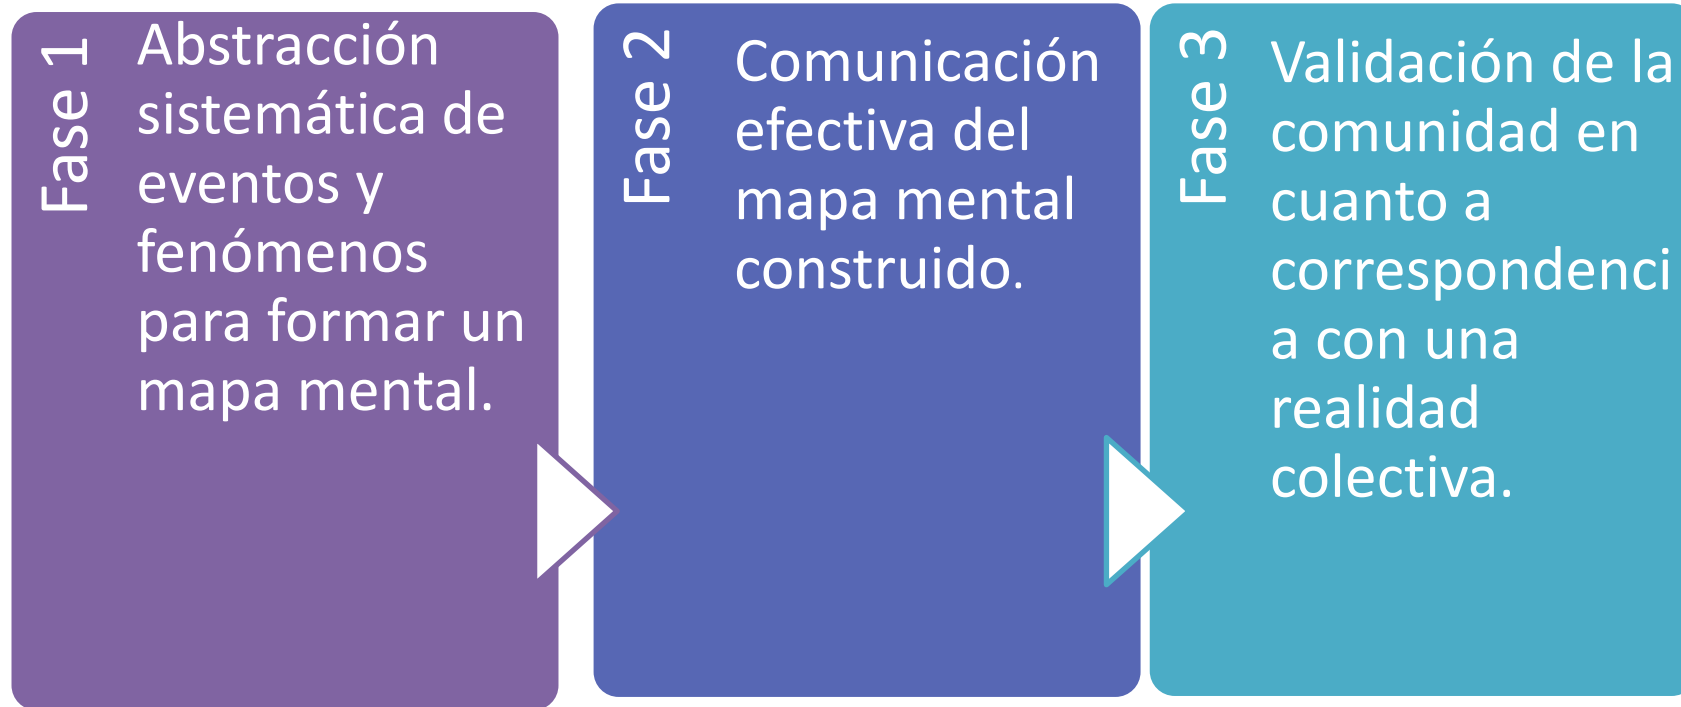 Fase 1
Abstracción
sistemática de
eventos y
fenómenos
para formar un
mapa mental.
Fase 2
Comunicación
efectiva del
mapa mental
construido.
Fase 3
Validación de la
comunidad en
cuanto a
correspondenci
a con una
realidad
colectiva.